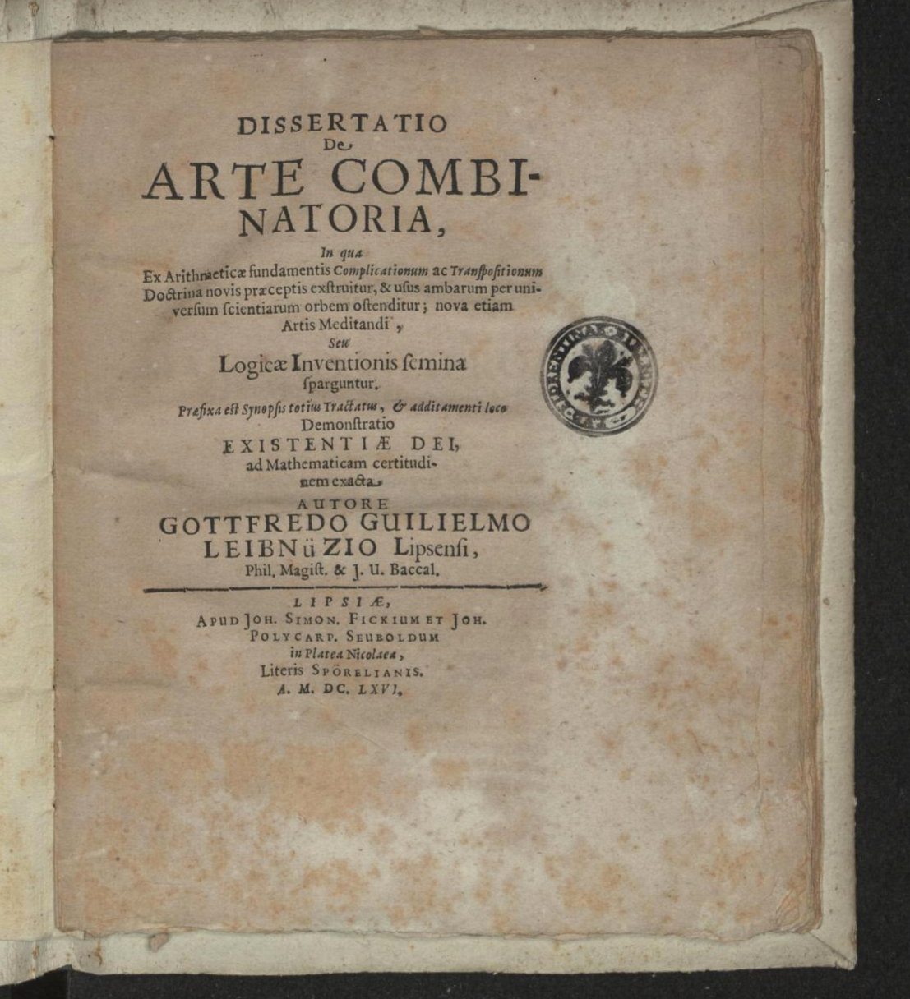 DISSERTATIO
De
ARTE COMBI-
NATORIA,
In qua
Ex Arithmeticæ fundamentis Complicationum ac Tranſpoſitionum
Doctrina novis præceptis exſtruitur, & uſus ambarum per uni-
verſum ſcientiarum orbem oſtenditur; nova etiam
Artis Meditandi,
Seu
Logicæ Inventionis ſemina
ſparguntur.
Præfixa eſt Synopſis totius Tractatus, & additamenti loco
Demonſtratio
EXISTENTIÆ DEI,
ad Mathematicam certitudi-
nem exacta.
AUTORE
GOTTFREDO GUILIELMO
LEIBNüZIO Lipsenſi,
Phil. Magiſt. & J. U. Baccal.
LIPSIÆ,
APUD JOH. SIMON. FICKIUM ET JOH.
POLYCARP. SEUBOLDUM
in Platea Nicolaea,
Literis SPÖRELIANIS.
A. M. DC. LXVI.